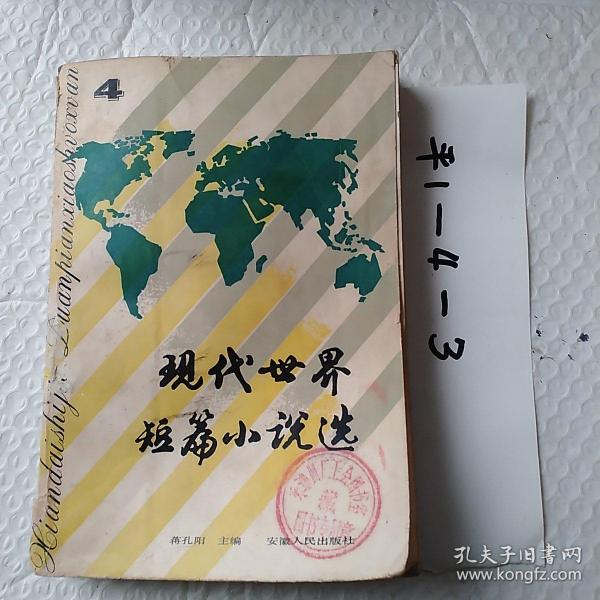 4
Xiandaishijie Duanpianxiaoshuoxuan
现代世界
短篇小说选
蒋孔阳 主编 安徽人民出版社
藏
1-4-3
孔夫子旧书网
www.kongfz.com